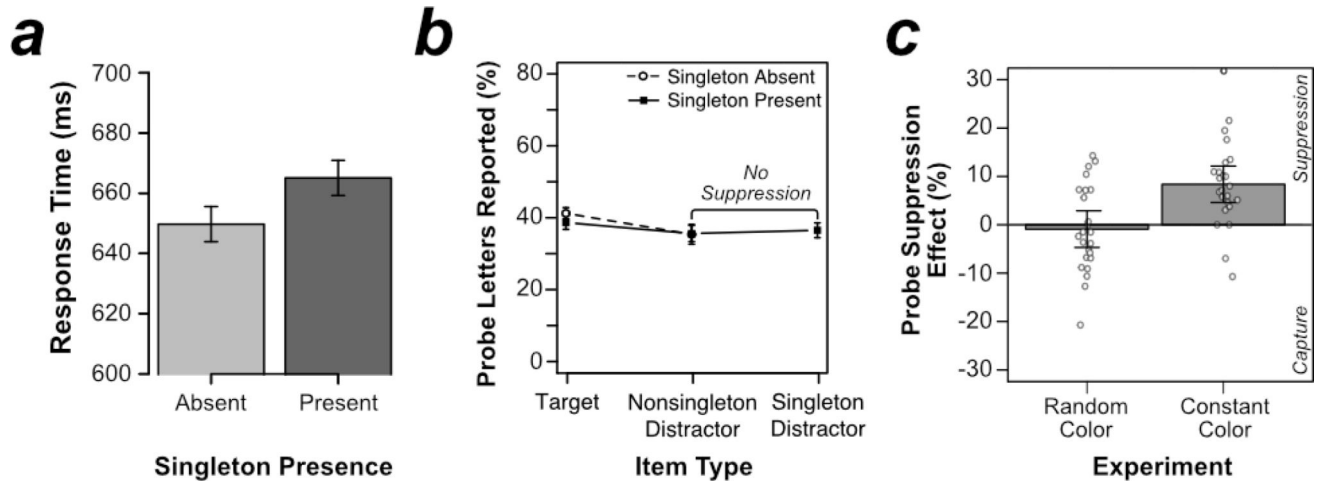 a
Response Time (ms)
700
680
660
640
620
600
Absent
Present
Singleton Presence
b
Probe Letters Reported (%)
80
60
40
20
0
Singleton Absent
Singleton Present
No
Suppression
Target
Nonsingleton
Distractor
Singleton
Distractor
Item Type
c
Probe Suppression
Effect (%)
30
20
10
0
-10
-20
-30
Suppression
Capture
Random
Color
Constant
Color
Experiment